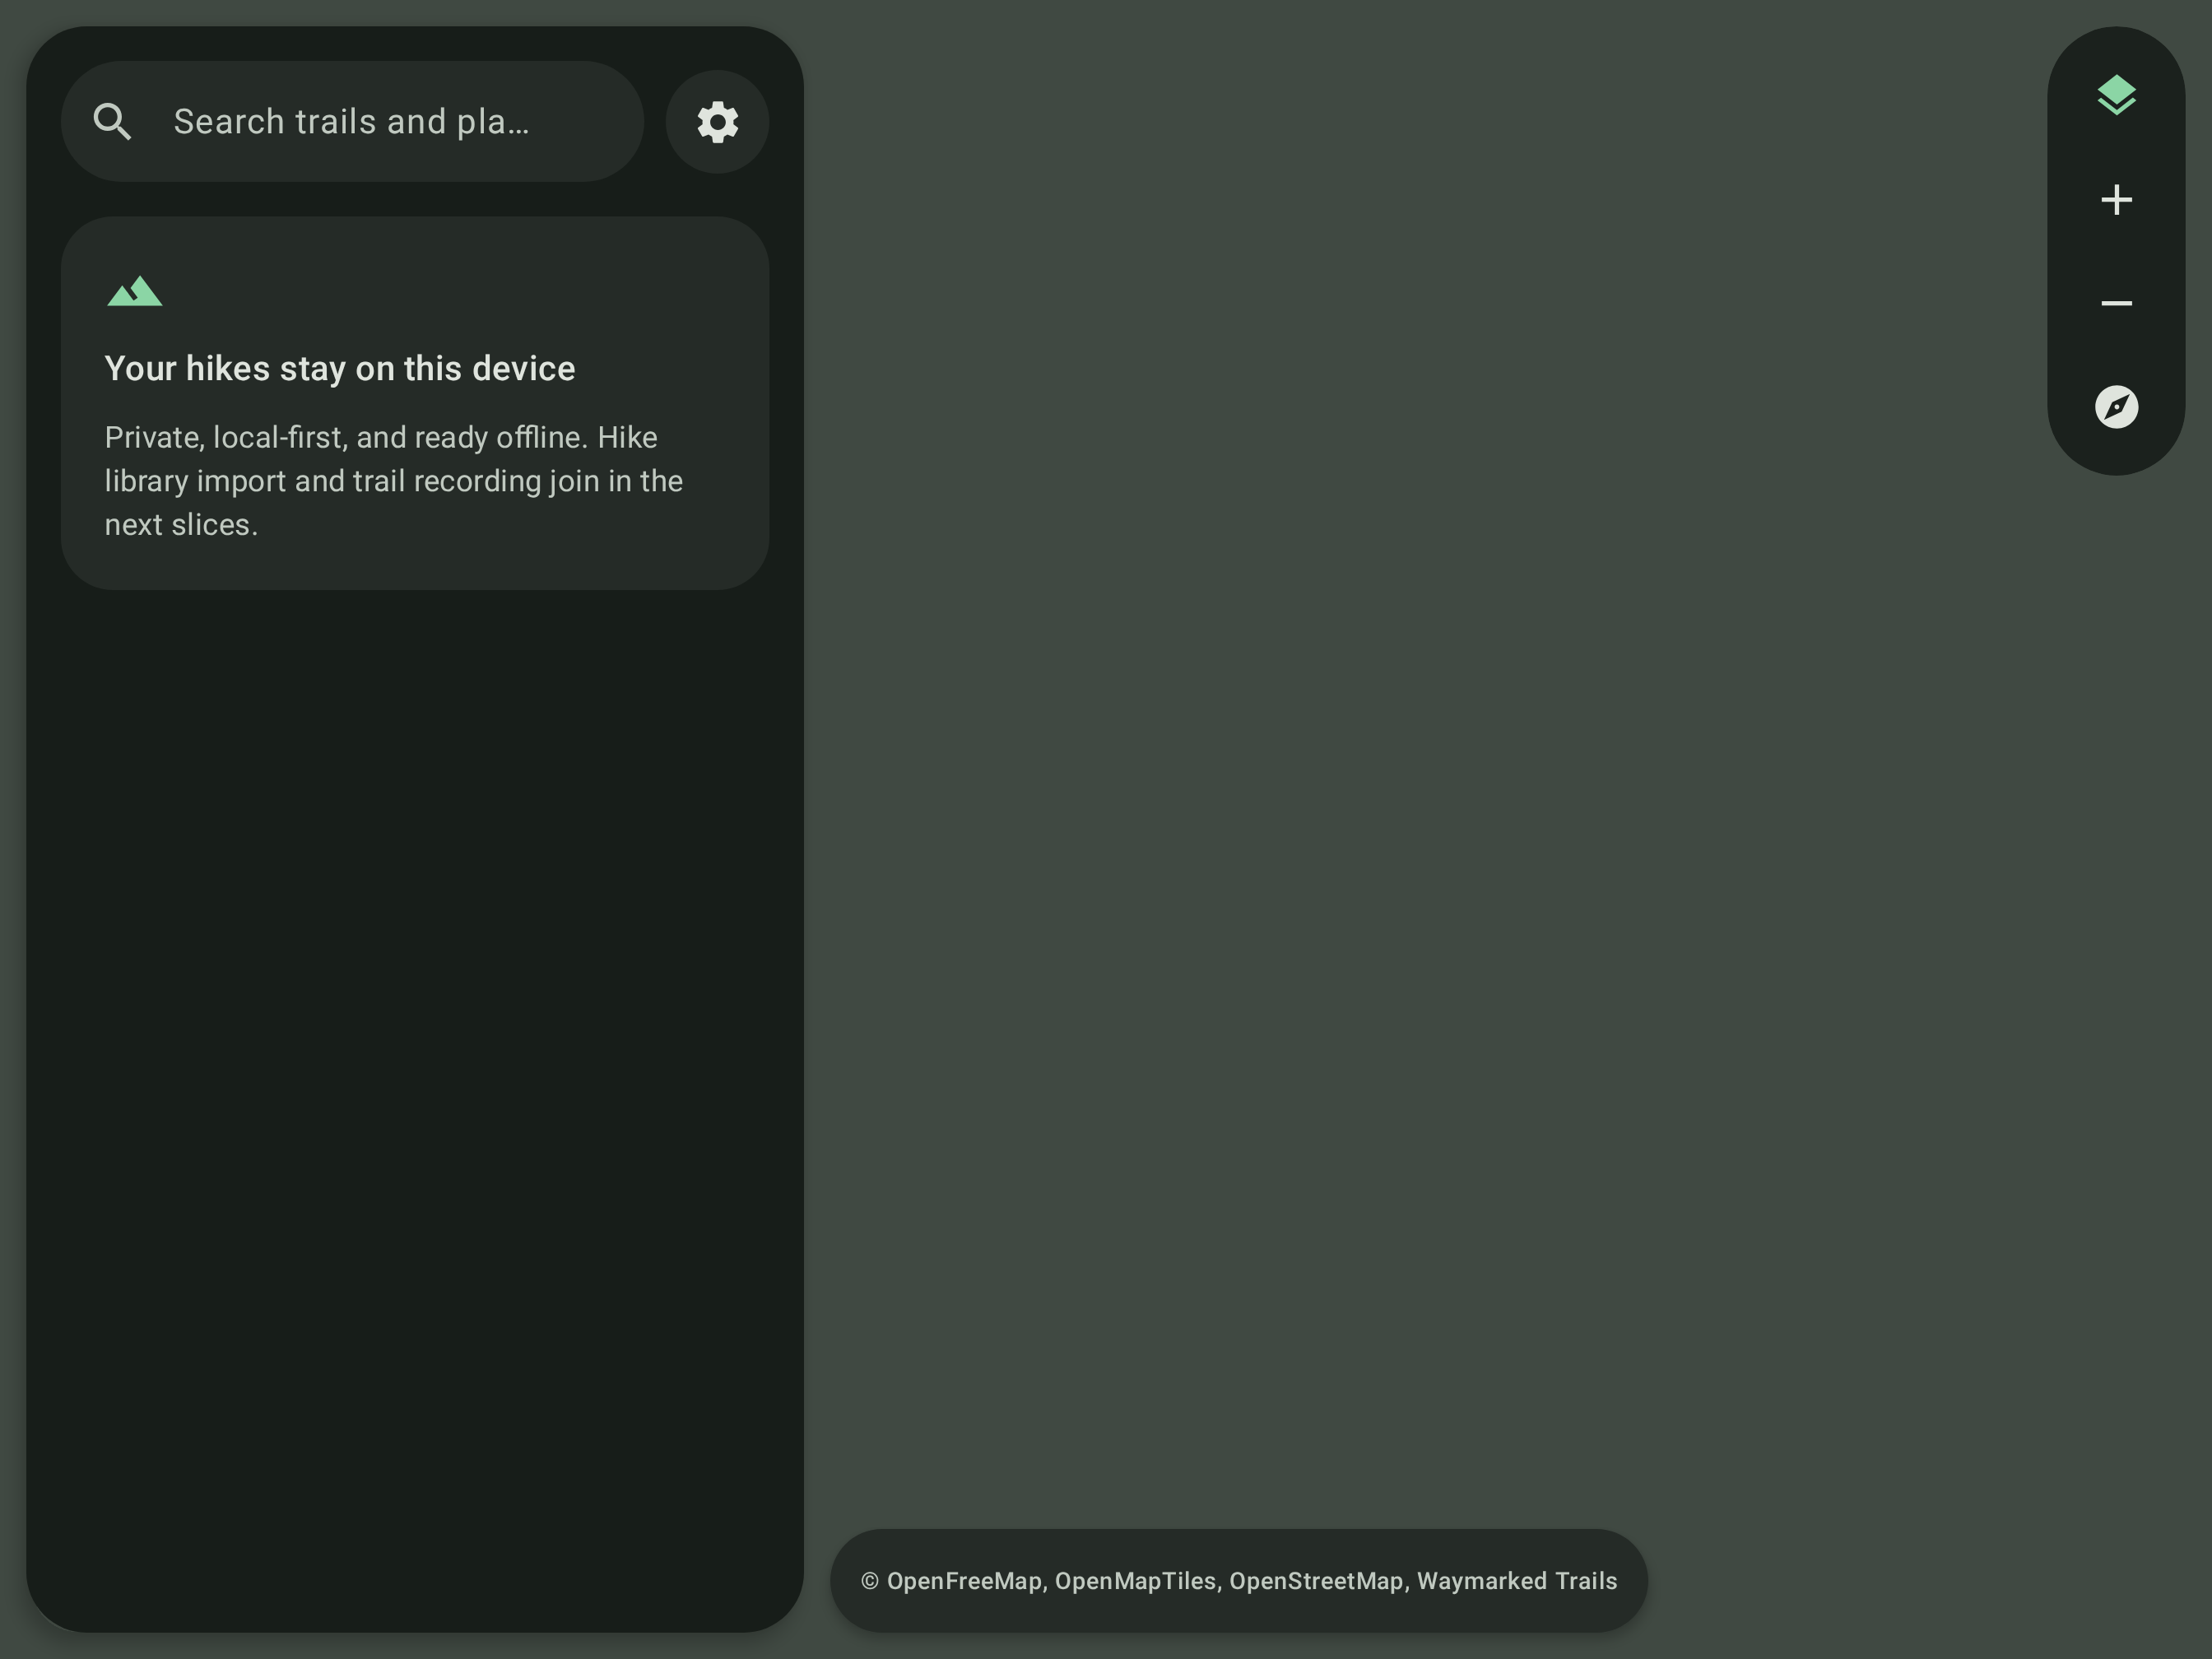 Search trails and pla…
Your hikes stay on this device
Private, local-first, and ready offline. Hike
library import and trail recording join in the
next slices.
© OpenFreeMap, OpenMapTiles, OpenStreetMap, Waymarked Trails